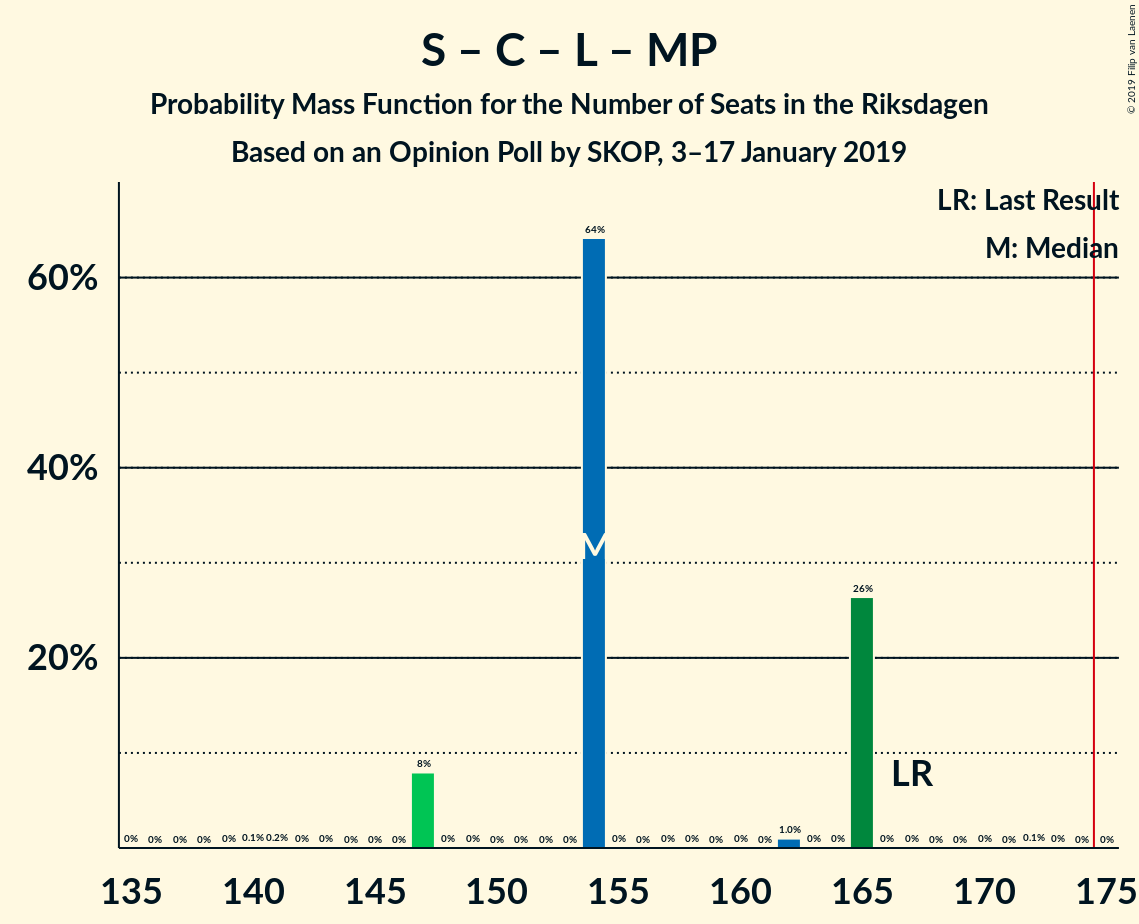 S – C – L – MP
Probability Mass Function for the Number of Seats in the Riksdagen
Based on an Opinion Poll by SKOP, 3–17 January 2019
© 2019 Filip van Laenen
LR: Last Result
M: Median
60%
40%
20%
64%
M
26%
LR
8%
1.0%
0% 0% 0% 0% 0% 0.1% 0.2% 0% 0% 0% 0% 0% 0% 0% 0% 0% 0% 0% 0% 0% 0% 0% 0% 0% 0% 0% 0% 0% 0% 0% 0% 0% 0% 0.1% 0% 0% 0%
135 140 145 150 155 160 165 170 175